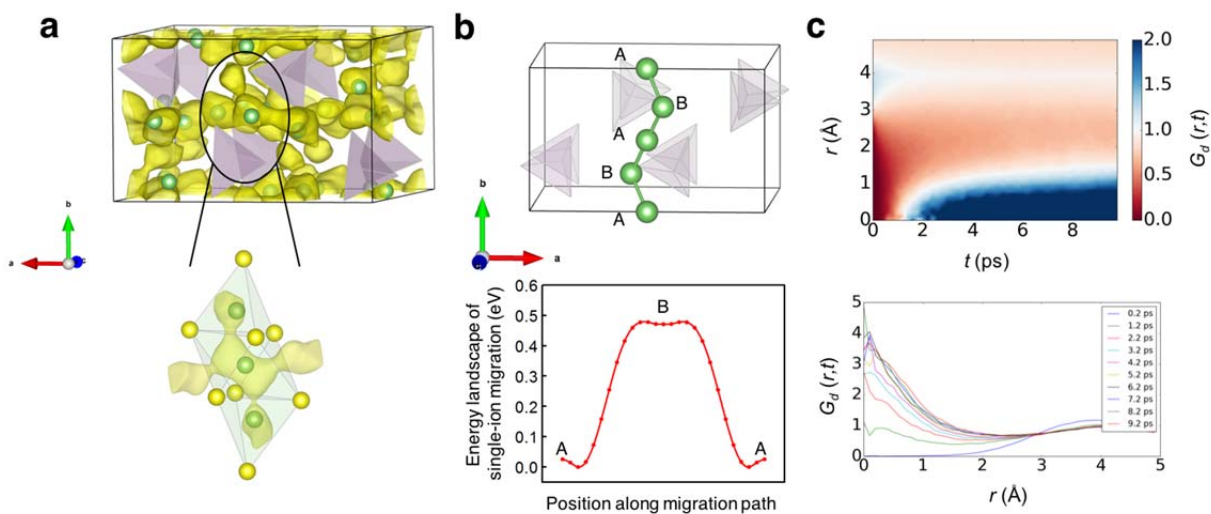 a
b
a
c
b
A
B
A
B
A
b
a
Energy landscape of
single-ion migration (eV)
0.6
0.5
0.4
0.3
0.2
0.1
0.0
A
B
A
Position along migration path
c
r (Å)
4
3
2
1
0
0
2
4
6
8
t (ps)
2.0
1.5
1.0
0.5
0.0
G_d (r,t)
G_d (r,t)
5
4
3
2
1
0
0
1
2
3
4
5
r (Å)
0.2 ps
1.2 ps
2.2 ps
3.2 ps
4.2 ps
5.2 ps
6.2 ps
7.2 ps
8.2 ps
9.2 ps